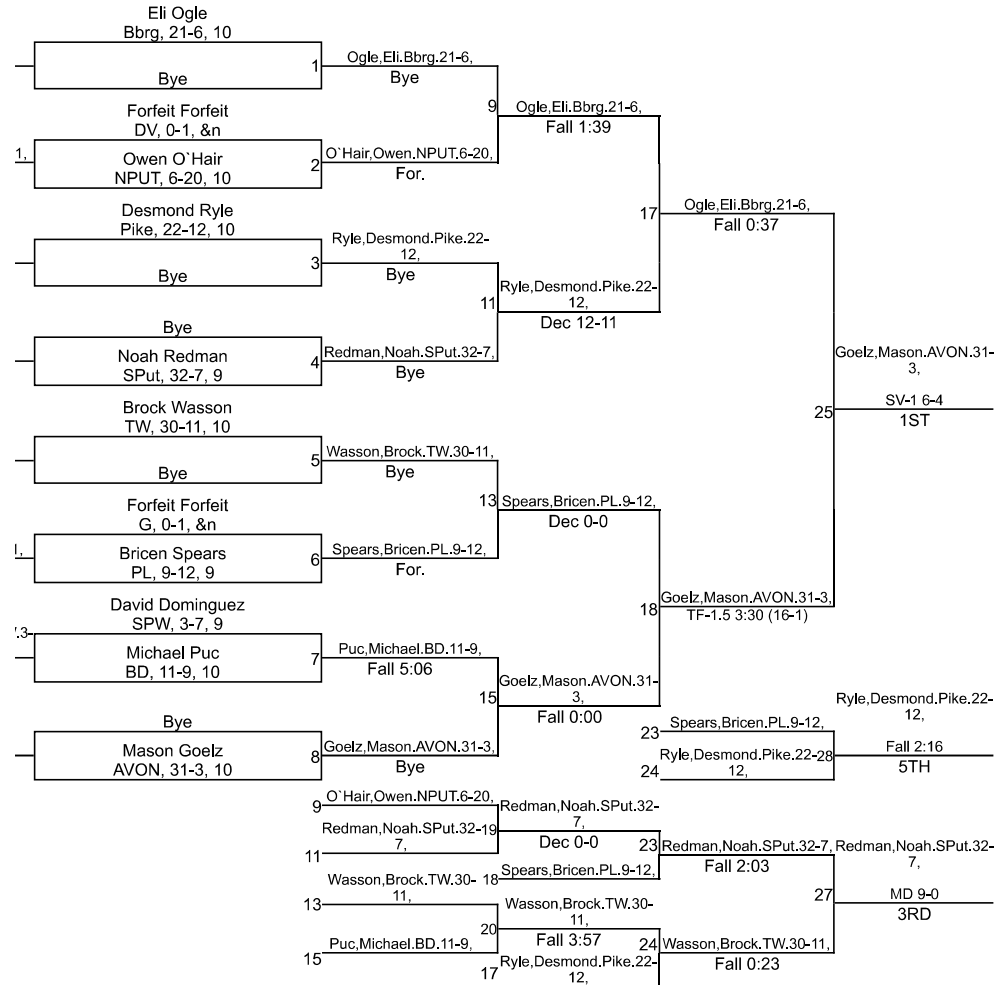 Eli Ogle
Bbrg, 21-6, 10
1
Bye
Ogle,Eli.Bbrg.21-6,
Bye
9
Ogle,Eli.Bbrg.21-6,
Fall 1:39
Forfeit Forfeit
DV, 0-1, &n
1,
Owen O`Hair
NPUT, 6-20, 10
2
O`Hair,Owen.NPUT.6-20,
For.
17
Ogle,Eli.Bbrg.21-6,
Fall 0:37
Desmond Ryle
Pike, 22-12, 10
3
Bye
Ryle,Desmond.Pike.22-
12,
Bye
11
Ryle,Desmond.Pike.22-
12,
Dec 12-11
Bye
Noah Redman
SPut, 32-7, 9
4
Redman,Noah.SPut.32-7,
Bye
25
Goelz,Mason.AVON.31-
3,
SV-1 6-4
1ST
Brock Wasson
TW, 30-11, 10
5
Bye
Wasson,Brock.TW.30-11,
Bye
13
Spears,Bricen.PL.9-12,
Dec 0-0
Forfeit Forfeit
G, 0-1, &n
Bricen Spears
PL, 9-12, 9
6
Spears,Bricen.PL.9-12,
For.
18
Goelz,Mason.AVON.31-3,
TF-1.5 3:30 (16-1)
David Dominguez
SPW, 3-7, 9
Michael Puc
BD, 11-9, 10
7
Puc,Michael.BD.11-9,
Fall 5:06
15
Goelz,Mason.AVON.31-
3,
Fall 0:00
Bye
Mason Goelz
AVON, 31-3, 10
8
Goelz,Mason.AVON.31-3,
Bye
23
Spears,Bricen.PL.9-12,
24
Ryle,Desmond.Pike.22-
12,
28
Ryle,Desmond.Pike.22-
12,
Fall 2:16
5TH
9
O`Hair,Owen.NPUT.6-20,
11
Redman,Noah.SPut.32-
7,
19
Redman,Noah.SPut.32-
7,
Dec 0-0
18
Spears,Bricen.PL.9-12,
23
Redman,Noah.SPut.32-7,
Fall 2:03
13
Wasson,Brock.TW.30-
11,
15
Puc,Michael.BD.11-9,
20
Wasson,Brock.TW.30-
11,
Fall 3:57
17
Ryle,Desmond.Pike.22-
12,
24
Wasson,Brock.TW.30-11,
Fall 0:23
27
Redman,Noah.SPut.32-
7,
MD 9-0
3RD